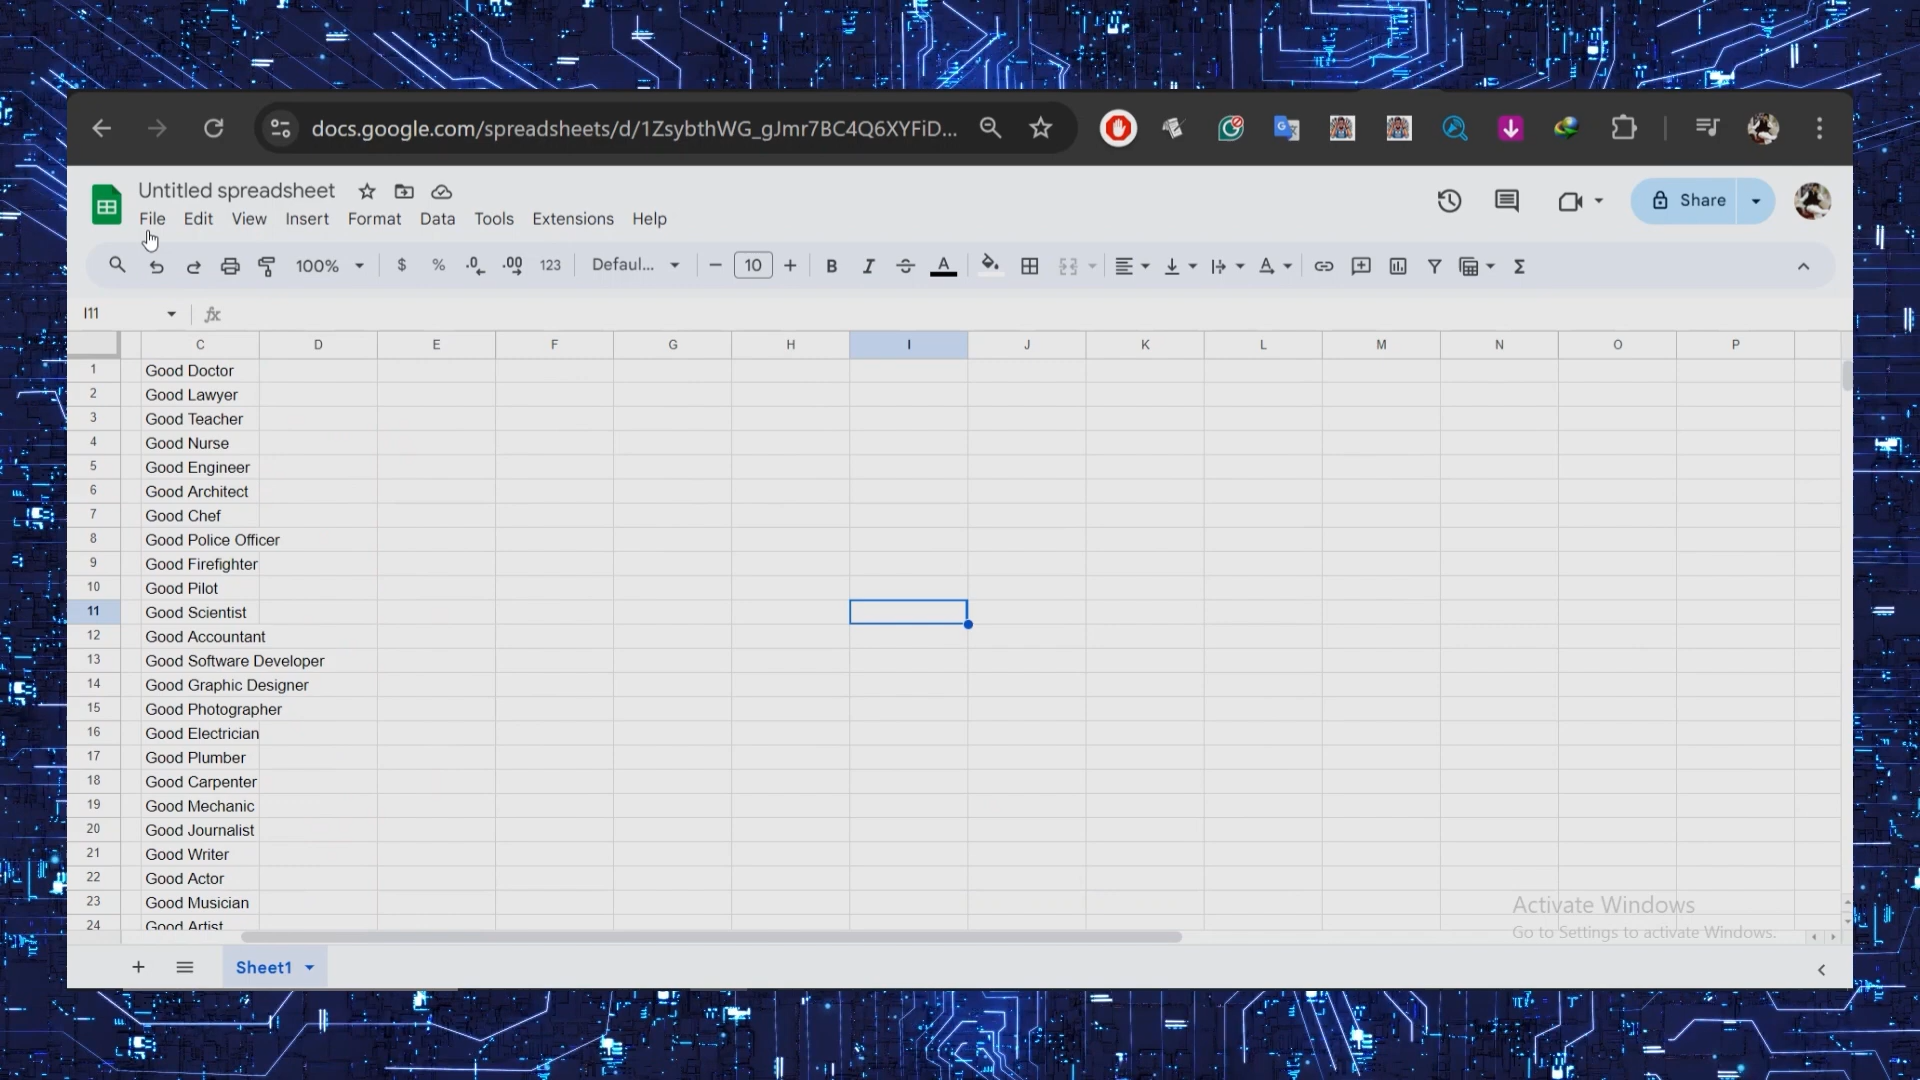 docs.google.com/spreadsheets/d/1ZsybthWG_gJmr7BC4Q6XYFiD...
Untitled spreadsheet
File Edit View Insert Format Data Tools Extensions Help
Share
100% $ % .0 .00 123 Defaul... − 10 + B I S A
I11 fx
C D E F G H I J K L M N O P
1 Good Doctor
2 Good Lawyer
3 Good Teacher
4 Good Nurse
5 Good Engineer
6 Good Architect
7 Good Chef
8 Good Police Officer
9 Good Firefighter
10 Good Pilot
11 Good Scientist
12 Good Accountant
13 Good Software Developer
14 Good Graphic Designer
15 Good Photographer
16 Good Electrician
17 Good Plumber
18 Good Carpenter
19 Good Mechanic
20 Good Journalist
21 Good Writer
22 Good Actor
23 Good Musician
24 Good Artist
Activate Windows
Go to Settings to activate Windows.
Sheet1